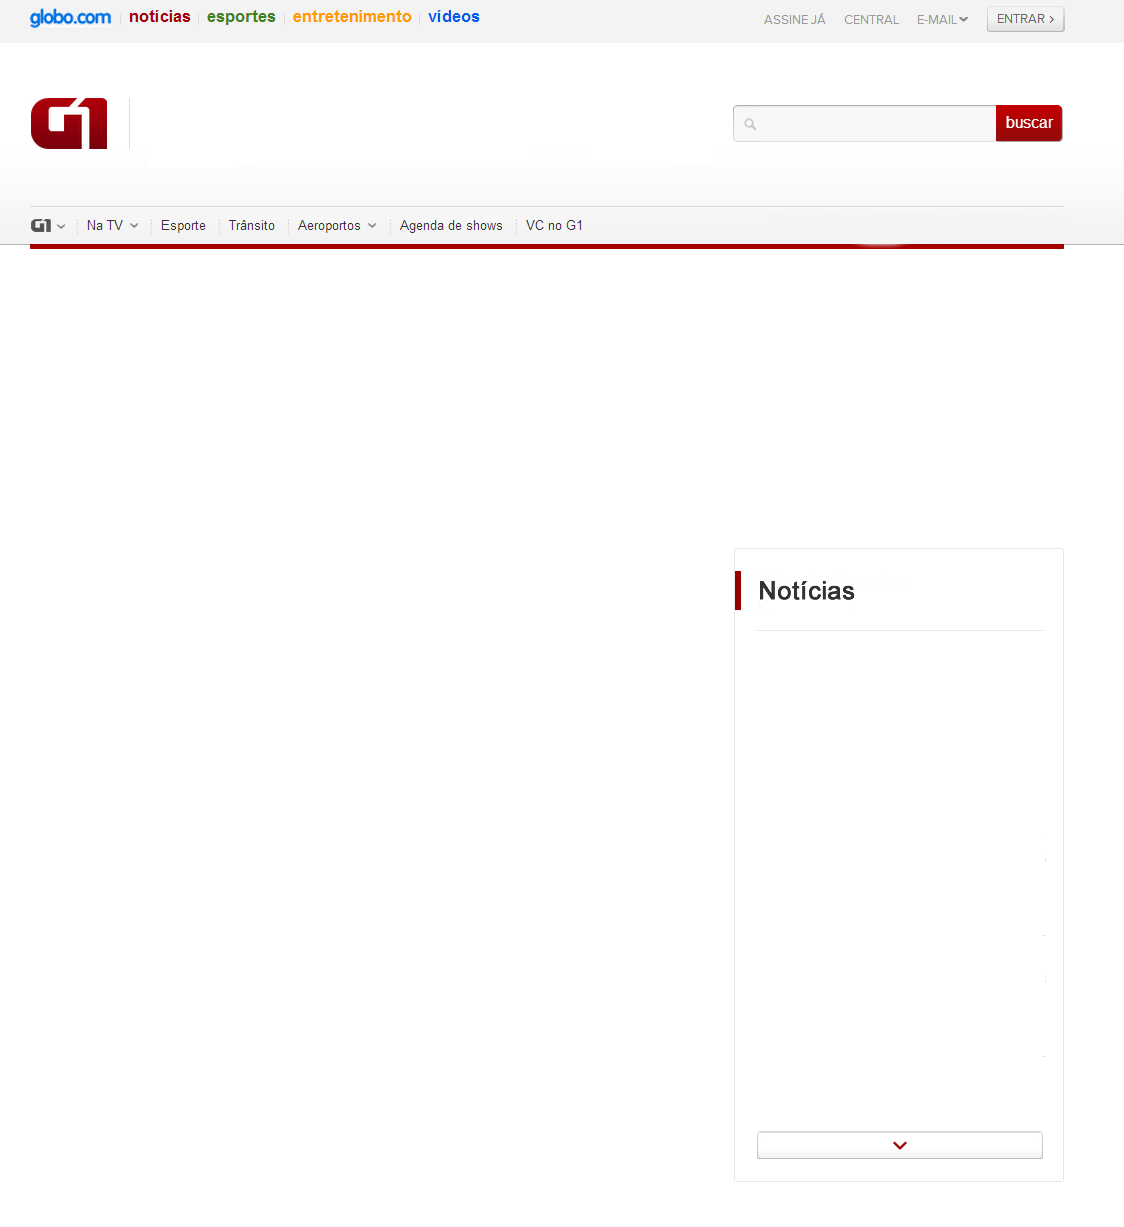 globo.com notícias esportes entretenimento vídeos ASSINE JÁ CENTRAL E-MAIL ENTRAR
G1 buscar
G1 Na TV Esporte Trânsito Aeroportos Agenda de shows VC no G1
Notícias